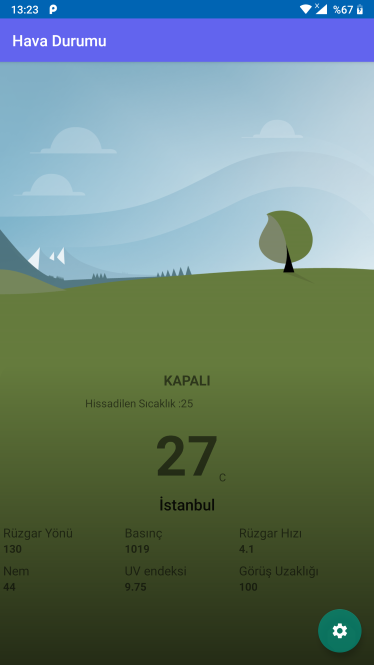 13:23 %67
Hava Durumu
KAPALI
Hissadilen Sıcaklık :25
27 C
İstanbul
Rüzgar Yönü Basınç Rüzgar Hızı
130 1019 4.1
Nem UV endeksi Görüş Uzaklığı
44 9.75 100